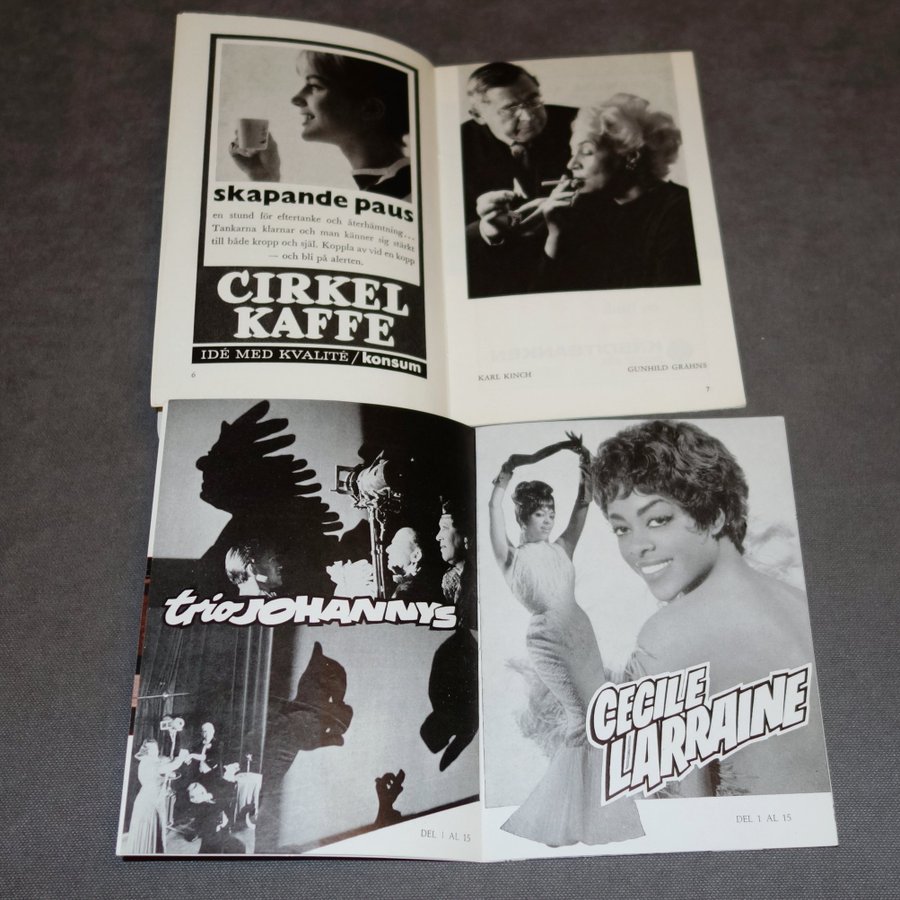 skapande paus
en stund för eftertanke och återhämtning...
Tankarna klarnar och man känner sig stärkt
till både kropp och själ. Koppla av vid en kopp
— och bli på alerten.
CIRKEL
KAFFE
IDÉ MED KVALITÉ / konsum
6
KARL KINCH
GUNHILD GRAHNS
7
trio JOHANNYS
DEL 1 AL 15
CECILE
LARRAINE
DEL 1 AL 15